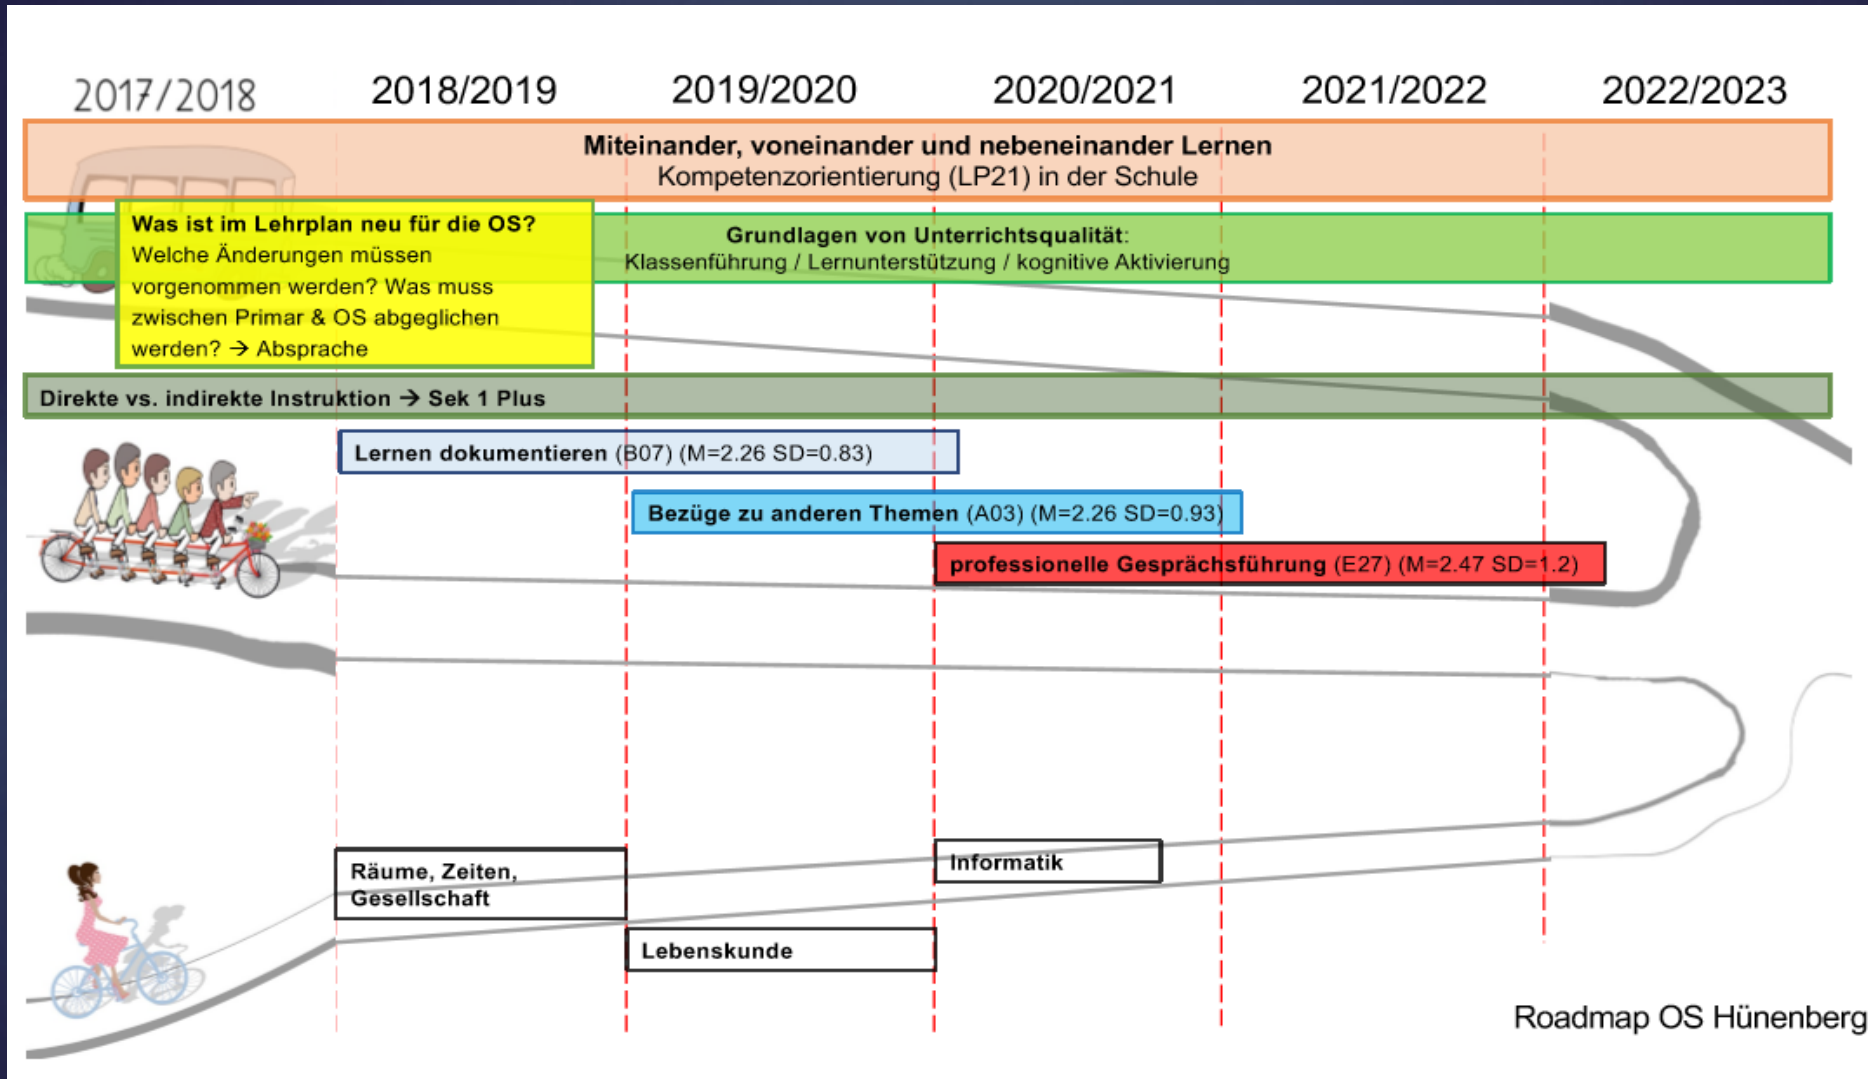 2017/2018
2018/2019
2019/2020
2020/2021
2021/2022
2022/2023
Miteinander, voneinander und nebeneinander Lernen
Kompetenzorientierung (LP21) in der Schule
Was ist im Lehrplan neu für die OS?
Welche Änderungen müssen
vorgenommen werden? Was muss
zwischen Primar & OS abgeglichen
werden? → Absprache
Grundlagen von Unterrichtsqualität:
Klassenführung / Lernunterstützung / kognitive Aktivierung
Direkte vs. indirekte Instruktion → Sek 1 Plus
Lernen dokumentieren (B07) (M=2.26 SD=0.83)
Bezüge zu anderen Themen (A03) (M=2.26 SD=0.93)
professionelle Gesprächsführung (E27) (M=2.47 SD=1.2)
Räume, Zeiten,
Gesellschaft
Informatik
Lebenskunde
Roadmap OS Hünenberg